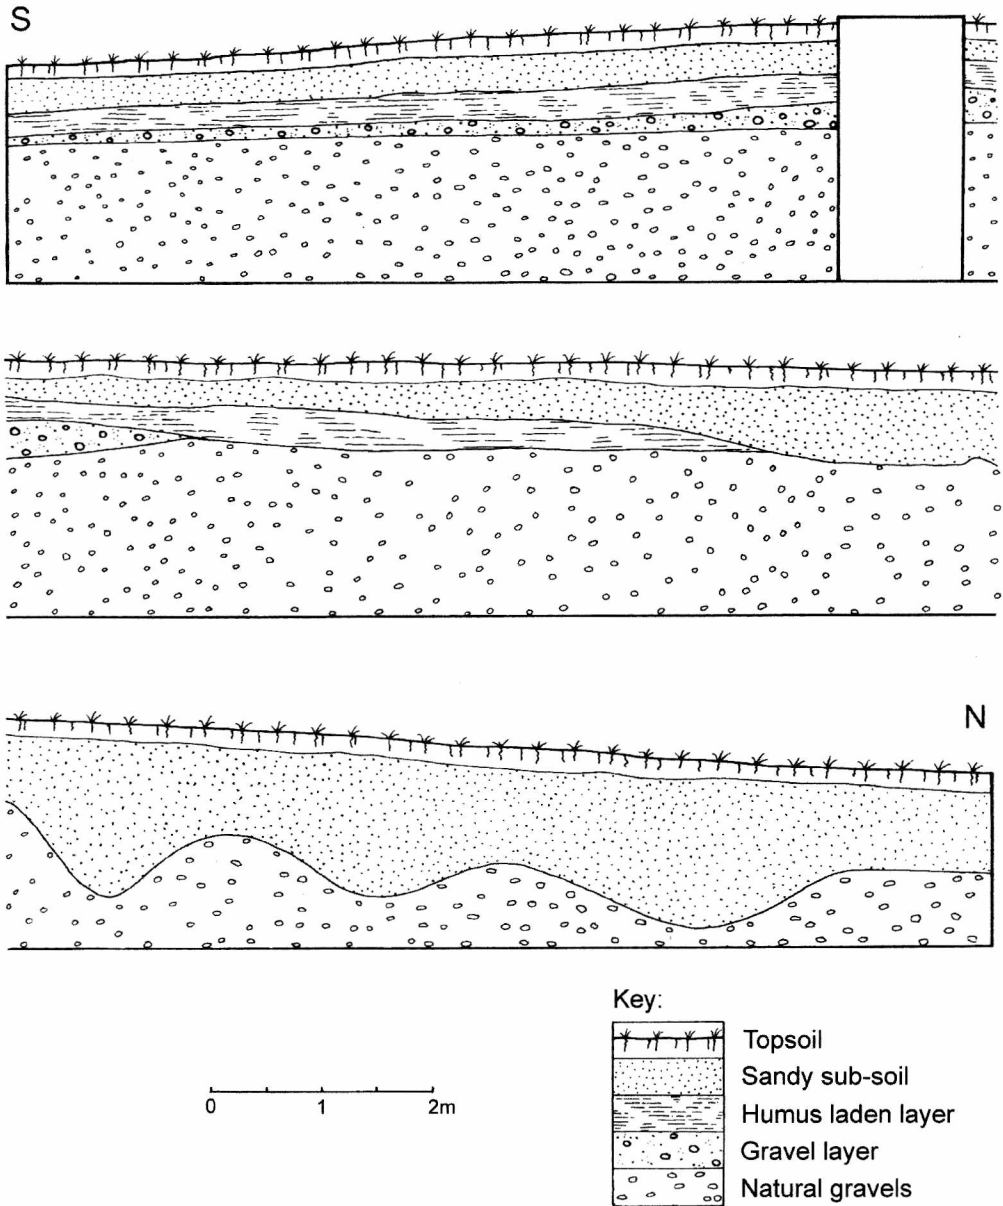 S
N
Key:
Topsoil
Sandy sub-soil
Humus laden layer
Gravel layer
Natural gravels
0 1 2m